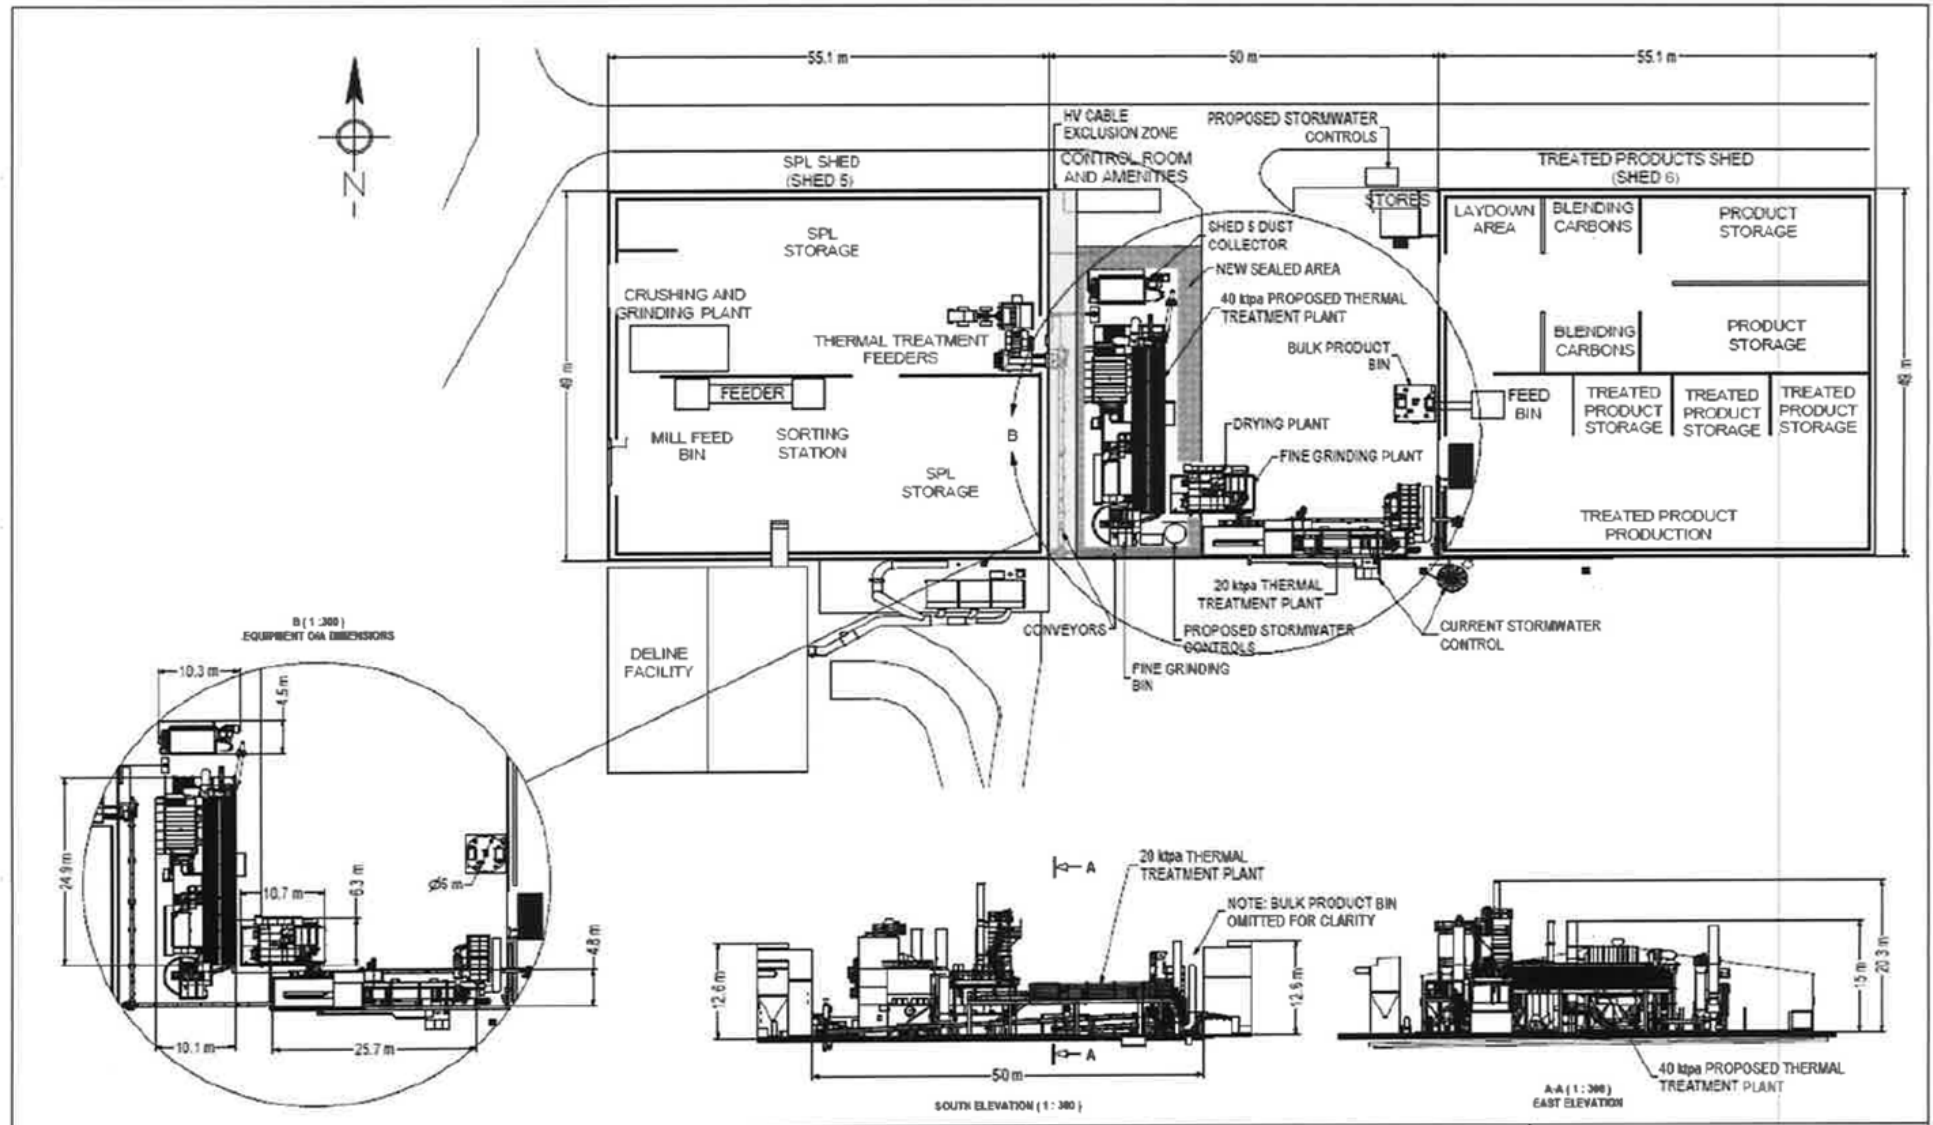 55.1 m
50 m
55.1 m
N
HV CABLE
EXCLUSION ZONE
PROPOSED STORMWATER
CONTROLS
SPL SHED
(SHED 5)
CONTROL ROOM
AND AMENITIES
TREATED PRODUCTS SHED
(SHED 6)
STORES
LAYDOWN
AREA
BLENDING
CARBONS
PRODUCT
STORAGE
SPL
STORAGE
SHED 5 DUST
COLLECTOR
NEW SEALED AREA
40 ktpa PROPOSED THERMAL
TREATMENT PLANT
CRUSHING AND
GRINDING PLANT
THERMAL TREATMENT
FEEDERS
BLENDING
CARBONS
PRODUCT
STORAGE
BULK PRODUCT
BIN
49 m
49 m
FEEDER
FEED
BIN
TREATED
PRODUCT
STORAGE
TREATED
PRODUCT
STORAGE
TREATED
PRODUCT
STORAGE
MILL FEED
BIN
SORTING
STATION
B
DRYING PLANT
FINE GRINDING PLANT
SPL
STORAGE
TREATED PRODUCT
PRODUCTION
20 ktpa THERMAL
TREATMENT PLANT
CONVEYORS
PROPOSED STORMWATER
CONTROLS
CURRENT STORMWATER
CONTROL
FINE GRINDING
BIN
DELINE
FACILITY
B ( 1 : 300 )
EQUIPMENT O/A DIMENSIONS
10.3 m
4.5 m
24.9 m
10.7 m
6.3 m
Ø5 m
4.8 m
10.1 m
25.7 m
A
20 ktpa THERMAL
TREATMENT PLANT
NOTE: BULK PRODUCT BIN
OMITTED FOR CLARITY
12.6 m
12.6 m
A
50 m
SOUTH ELEVATION ( 1 : 300 )
15 m
20.3 m
40 ktpa PROPOSED THERMAL
TREATMENT PLANT
A-A ( 1 : 300 )
EAST ELEVATION